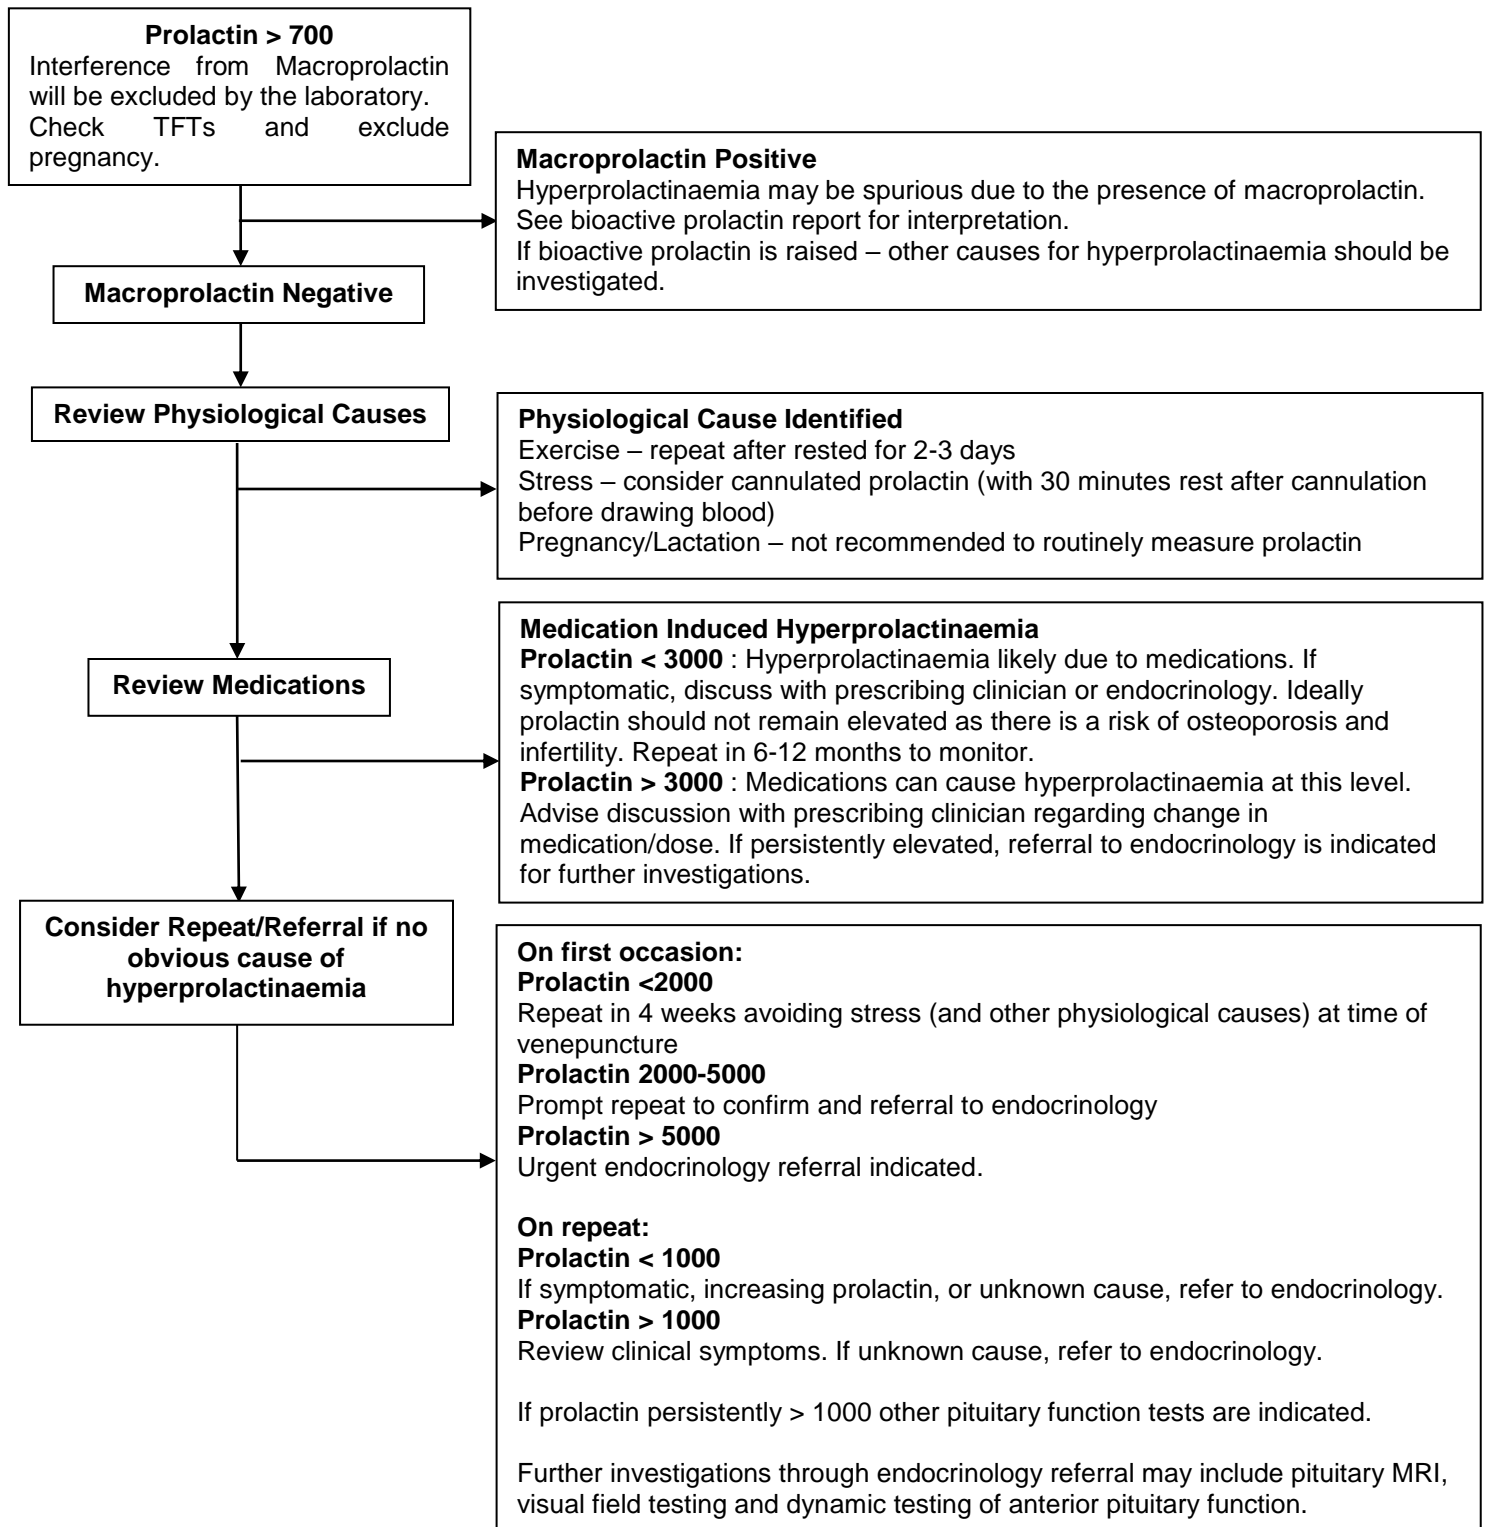 Prolactin > 700
Interference from Macroprolactin
will be excluded by the laboratory.
Check TFTs and exclude
pregnancy.
Macroprolactin Positive
Hyperprolactinaemia may be spurious due to the presence of macroprolactin.
See bioactive prolactin report for interpretation.
If bioactive prolactin is raised – other causes for hyperprolactinaemia should be
investigated.
Macroprolactin Negative
Review Physiological Causes
Physiological Cause Identified
Exercise – repeat after rested for 2-3 days
Stress – consider cannulated prolactin (with 30 minutes rest after cannulation
before drawing blood)
Pregnancy/Lactation – not recommended to routinely measure prolactin
Review Medications
Medication Induced Hyperprolactinaemia
Prolactin < 3000 : Hyperprolactinaemia likely due to medications. If
symptomatic, discuss with prescribing clinician or endocrinology. Ideally
prolactin should not remain elevated as there is a risk of osteoporosis and
infertility. Repeat in 6-12 months to monitor.
Prolactin > 3000 : Medications can cause hyperprolactinaemia at this level.
Advise discussion with prescribing clinician regarding change in
medication/dose. If persistently elevated, referral to endocrinology is indicated
for further investigations.
Consider Repeat/Referral if no
obvious cause of
hyperprolactinaemia
On first occasion:
Prolactin <2000
Repeat in 4 weeks avoiding stress (and other physiological causes) at time of
venepuncture
Prolactin 2000-5000
Prompt repeat to confirm and referral to endocrinology
Prolactin > 5000
Urgent endocrinology referral indicated.
On repeat:
Prolactin < 1000
If symptomatic, increasing prolactin, or unknown cause, refer to endocrinology.
Prolactin > 1000
Review clinical symptoms. If unknown cause, refer to endocrinology.
If prolactin persistently > 1000 other pituitary function tests are indicated.
Further investigations through endocrinology referral may include pituitary MRI,
visual field testing and dynamic testing of anterior pituitary function.